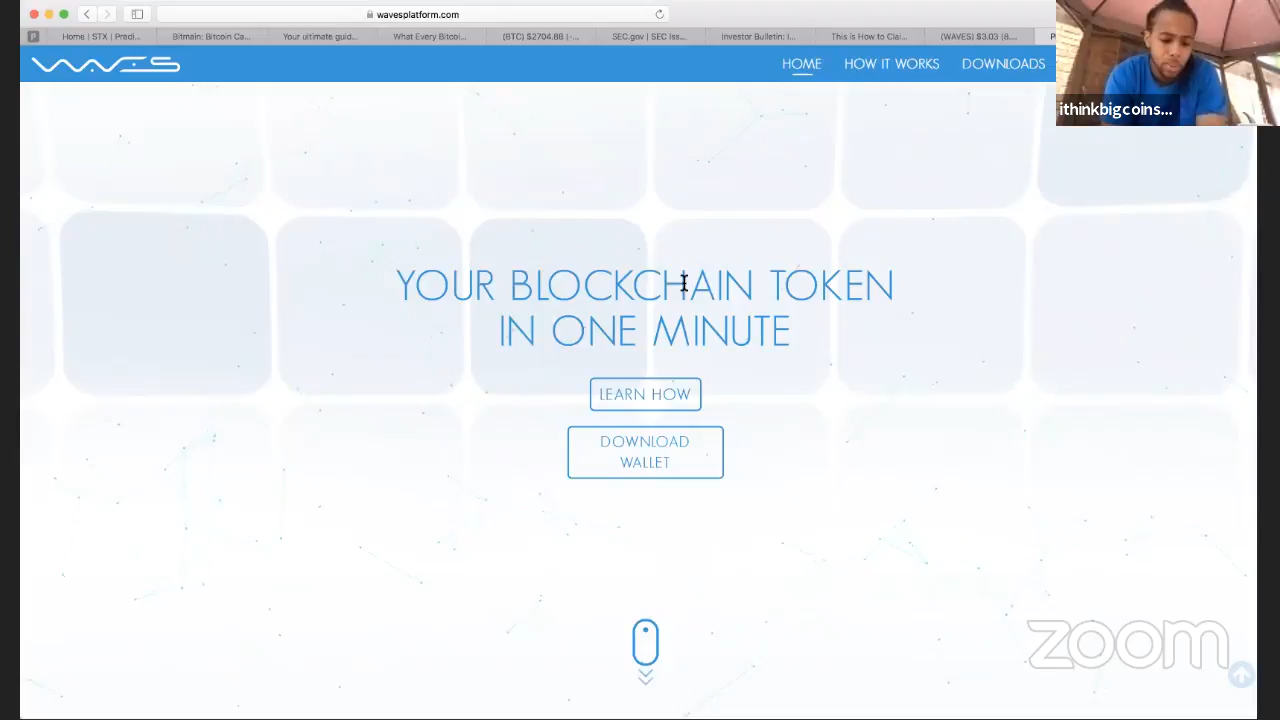 wavesplatform.com
Home | STX | Predi...
Bitmain: Bitcoin Ca...
Your ultimate guid...
What Every Bitcoi...
(BTC) $2704.88 (-...
SEC.gov | SEC Iss...
Investor Bulletin: I...
This is How to Clai...
(WAVES) $3.03 (8....
P
WAVES
HOME
HOW IT WORKS
DOWNLOADS
ithinkbigcoins...
YOUR BLOCKCHAIN TOKEN
IN ONE MINUTE
LEARN HOW
DOWNLOAD
WALLET
zoom